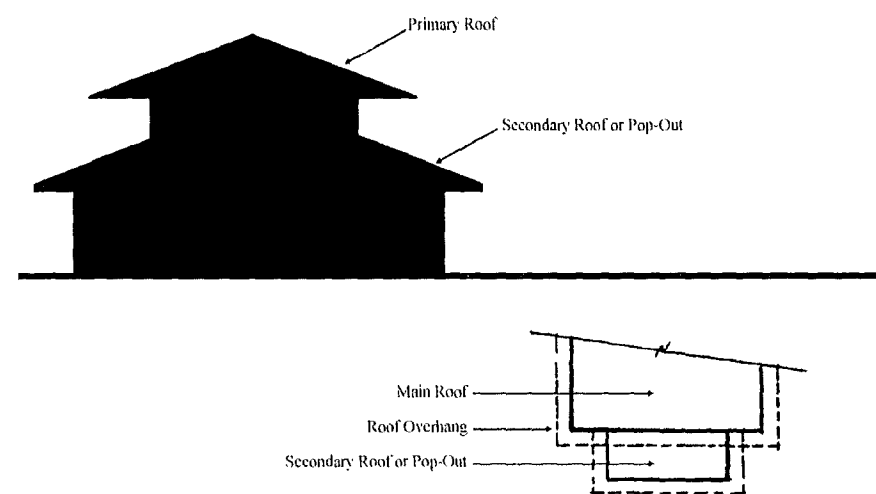 Primary Roof
Secondary Roof or Pop-Out
Main Roof
Roof Overhang
Secondary Roof or Pop-Out